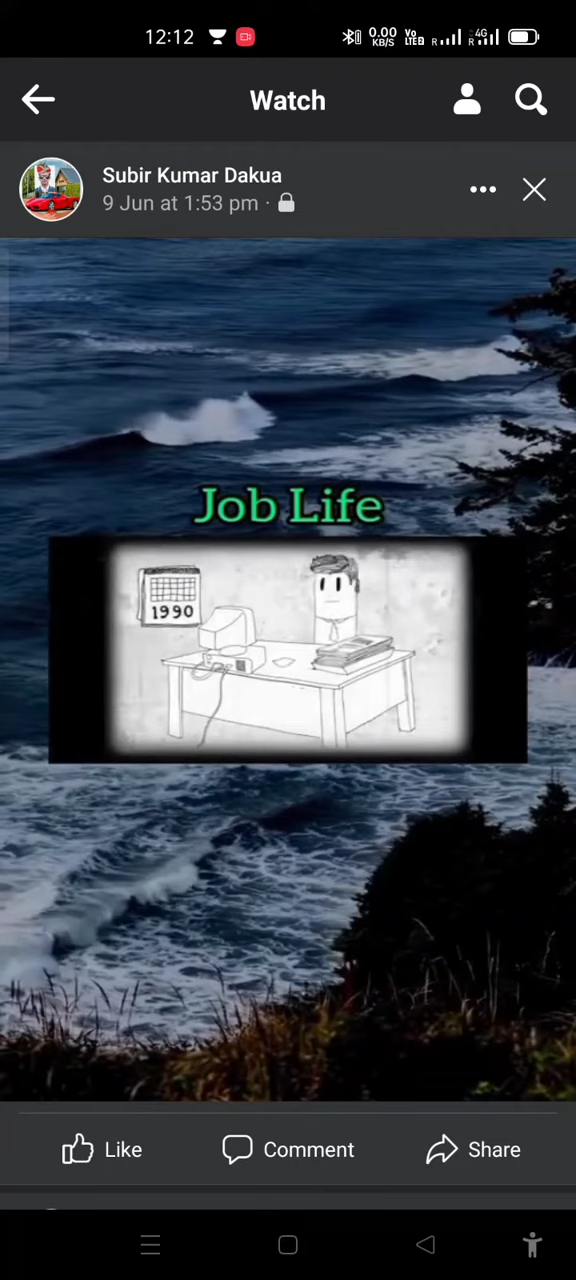 12:12
0.00
KB/S
Vo
LTE2
R
4G
R
Watch
Subir Kumar Dakua
9 Jun at 1:53 pm ·
Job Life
1990
Like
Comment
Share